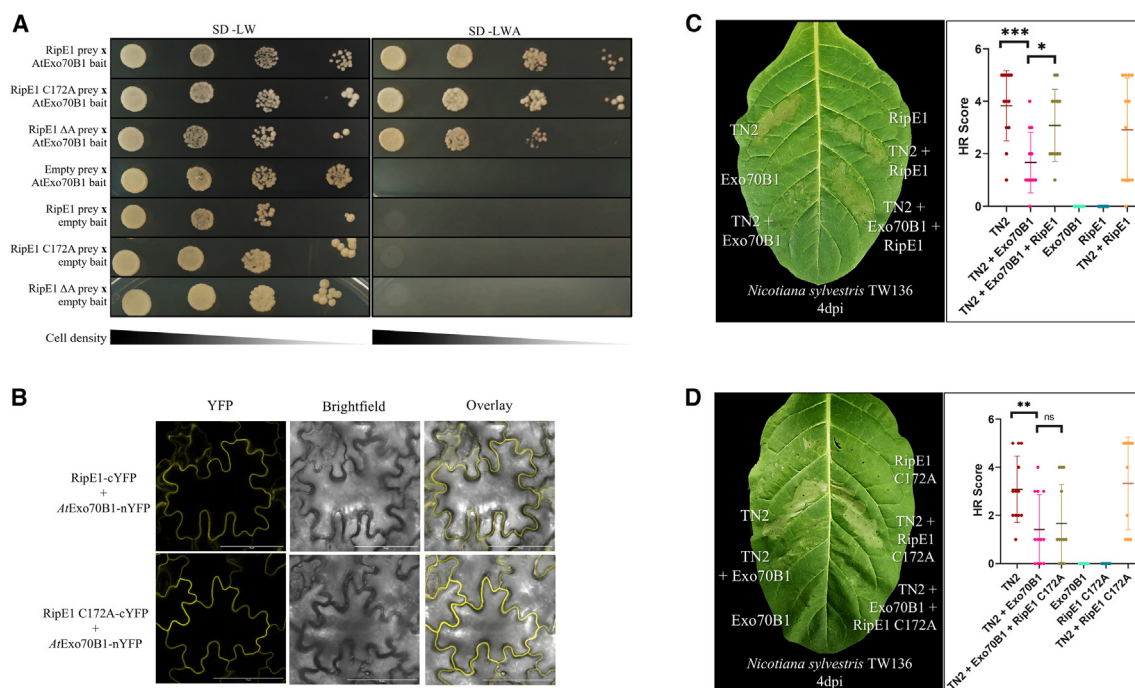 A
SD -LW
SD -LWA
RipE1 prey x
AtExo70B1 bait
RipE1 C172A prey x
AtExo70B1 bait
RipE1 ΔA prey x
AtExo70B1 bait
Empty prey x
AtExo70B1 bait
RipE1 prey x
empty bait
RipE1 C172A prey x
empty bait
RipE1 ΔA prey x
empty bait
Cell density
B
YFP
Brightfield
Overlay
RipE1-cYFP
+
AtExo70B1-nYFP
RipE1 C172A-cYFP
+
AtExo70B1-nYFP
C
TN2
Exo70B1
TN2 +
Exo70B1
RipE1
TN2 +
RipE1
TN2 +
Exo70B1 +
RipE1
Nicotiana sylvestris TW136
4dpi
HR Score
6
4
2
0
***
*
TN2
TN2 + Exo70B1
TN2 + Exo70B1 + RipE1
Exo70B1
RipE1
TN2 + RipE1
D
TN2
TN2
+ Exo70B1
Exo70B1
RipE1
C172A
TN2 +
RipE1
C172A
TN2 +
Exo70B1 +
RipE1 C172A
Nicotiana sylvestris TW136
4dpi
HR Score
6
4
2
0
**
ns
TN2
TN2 + Exo70B1
TN2 + Exo70B1 + RipE1 C172A
Exo70B1
RipE1 C172A
TN2 + RipE1 C172A